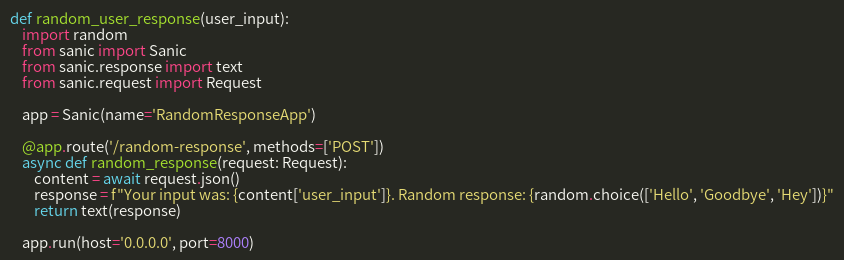 def random_user_response(user_input):
    import random
    from sanic import Sanic
    from sanic.response import text
    from sanic.request import Request

    app = Sanic(name='RandomResponseApp')

    @app.route('/random-response', methods=['POST'])
    async def random_response(request: Request):
        content = await request.json()
        response = f"Your input was: {content['user_input']}. Random response: {random.choice(['Hello', 'Goodbye', 'Hey'])}"
        return text(response)

    app.run(host='0.0.0.0', port=8000)